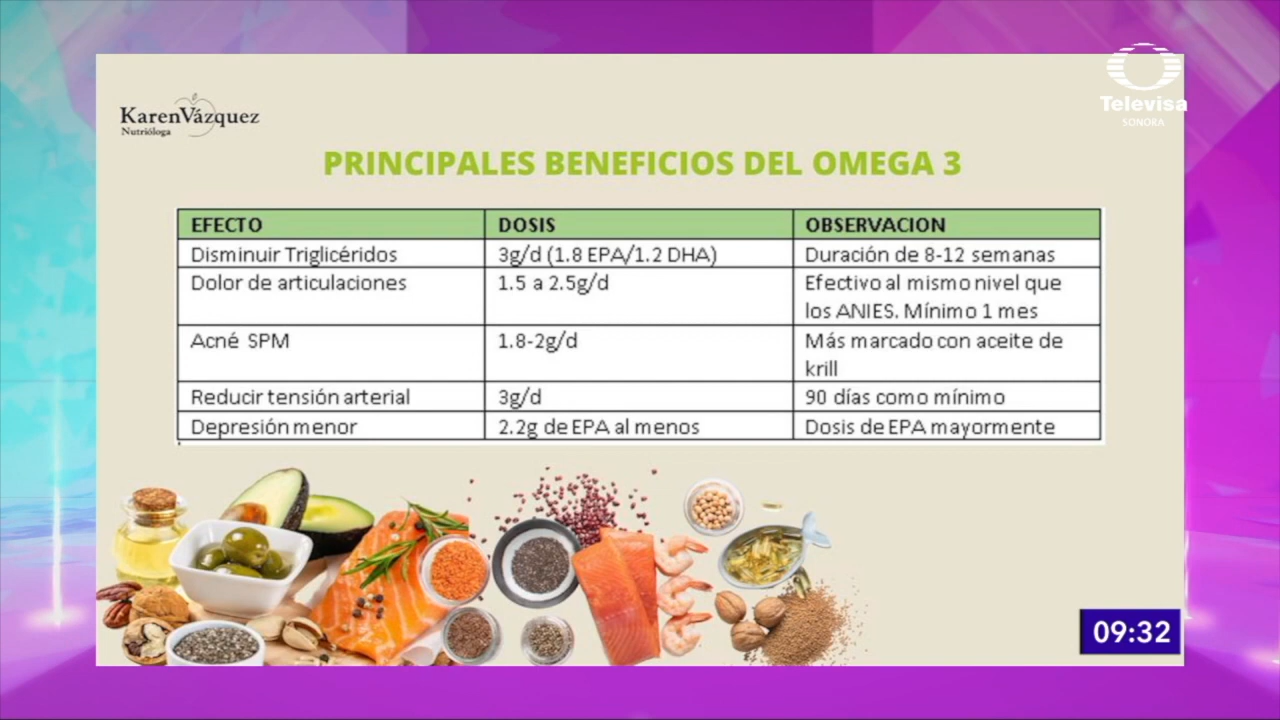 Televisa
SONORA
KarenVázquez
Nutrióloga
PRINCIPALES BENEFICIOS DEL OMEGA 3
EFECTO DOSIS OBSERVACION
Disminuir Triglicéridos 3g/d (1.8 EPA/1.2 DHA) Duración de 8-12 semanas
Dolor de articulaciones 1.5 a 2.5g/d Efectivo al mismo nivel que
los ANIES. Mínimo 1 mes
Acné SPM 1.8-2g/d Más marcado con aceite de
krill
Reducir tensión arterial 3g/d 90 días como mínimo
Depresión menor 2.2g de EPA al menos Dosis de EPA mayormente
09:32